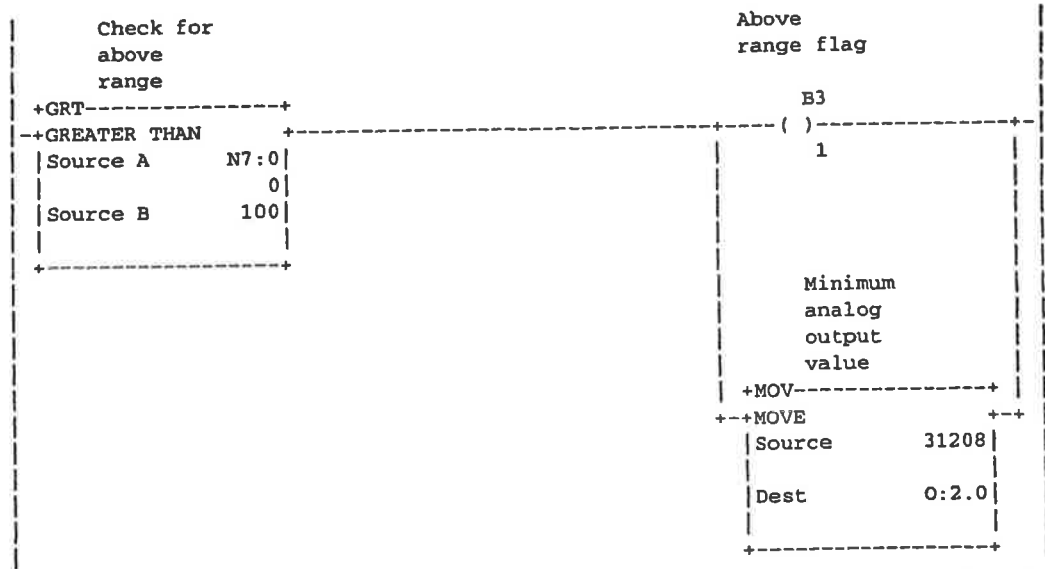 Check for
above
range
Above
range flag
+GRT-----------------+
-+GREATER THAN +
Source A N7:0
0
Source B 100
B3
( )
1
Minimum
analog
output
value
+MOV-----------------+
+-+MOVE +-+
Source 31208
Dest O:2.0